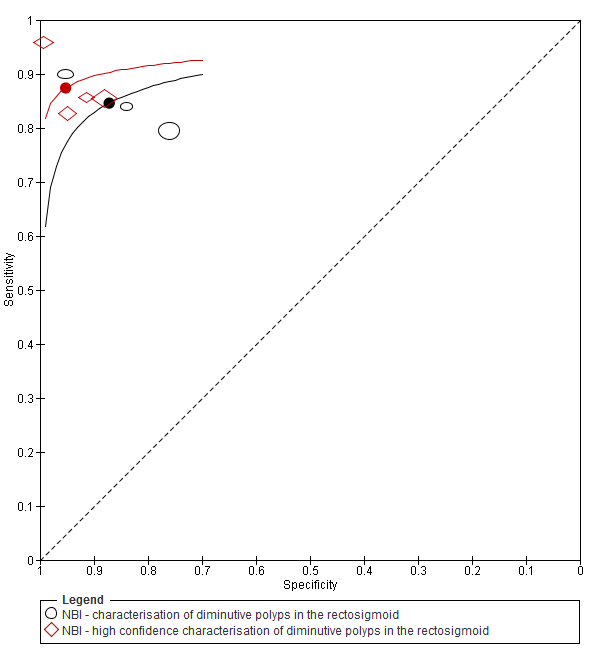 1
0.9
0.8
0.7
0.6
0.5
0.4
0.3
0.2
0.1
0
Sensitivity
1 0.9 0.8 0.7 0.6 0.5 0.4 0.3 0.2 0.1 0
Specificity
Legend
NBI - characterisation of diminutive polyps in the rectosigmoid
NBI - high confidence characterisation of diminutive polyps in the rectosigmoid